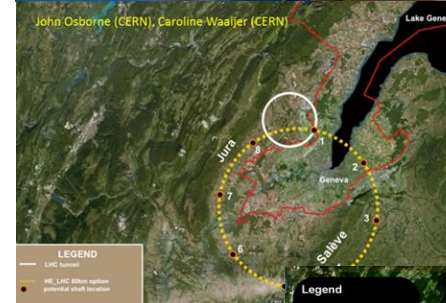 John Osborne (CERN), Caroline Waaijer (CERN)
Lake Gene
Jura
1
8
2
Geneva
7
3
Salève
6
LEGEND
LHC tunnel
HE_LHC 80km option
potential shaft location
Legend